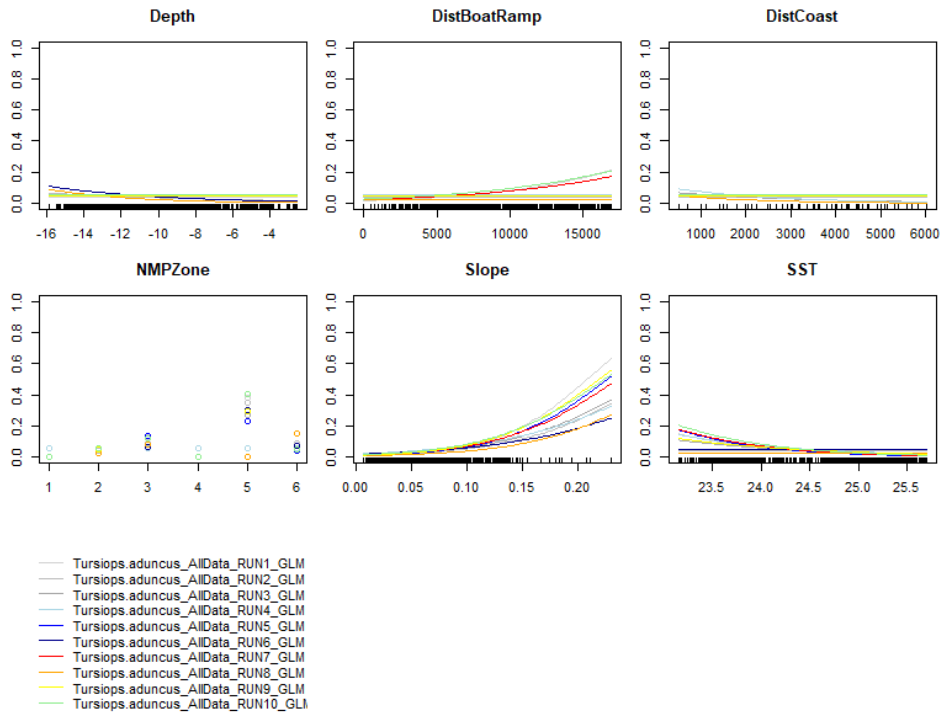 Depth
DistBoatRamp
DistCoast
0.0 0.2 0.4 0.6 0.8 1.0
-16 -14 -12 -10 -8 -6 -4
0.0 0.2 0.4 0.6 0.8 1.0
0 5000 10000 15000
0.0 0.2 0.4 0.6 0.8 1.0
1000 2000 3000 4000 5000 6000
NMPZone
Slope
SST
0.0 0.2 0.4 0.6 0.8 1.0
1 2 3 4 5 6
0.0 0.2 0.4 0.6 0.8 1.0
0.00 0.05 0.10 0.15 0.20
0.0 0.2 0.4 0.6 0.8 1.0
23.5 24.0 24.5 25.0 25.5
Tursiops.aduncus_AllData_RUN1_GLM
Tursiops.aduncus_AllData_RUN2_GLM
Tursiops.aduncus_AllData_RUN3_GLM
Tursiops.aduncus_AllData_RUN4_GLM
Tursiops.aduncus_AllData_RUN5_GLM
Tursiops.aduncus_AllData_RUN6_GLM
Tursiops.aduncus_AllData_RUN7_GLM
Tursiops.aduncus_AllData_RUN8_GLM
Tursiops.aduncus_AllData_RUN9_GLM
Tursiops.aduncus_AllData_RUN10_GL